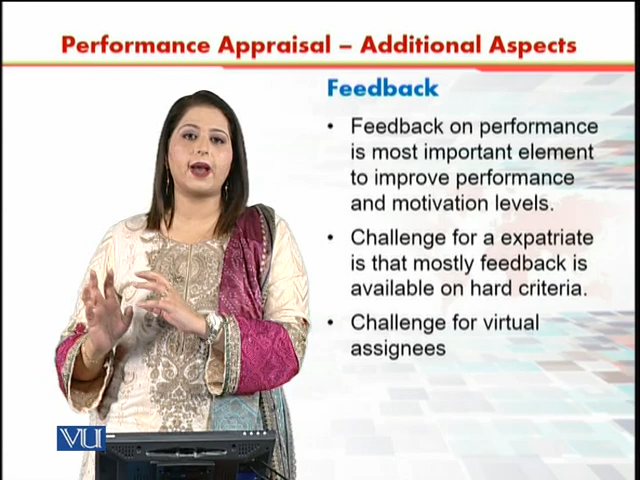 Performance Appraisal – Additional Aspects
Feedback
• Feedback on performance
is most important element
to improve performance
and motivation levels.
• Challenge for a expatriate
is that mostly feedback is
available on hard criteria.
• Challenge for virtual
assignees
VU